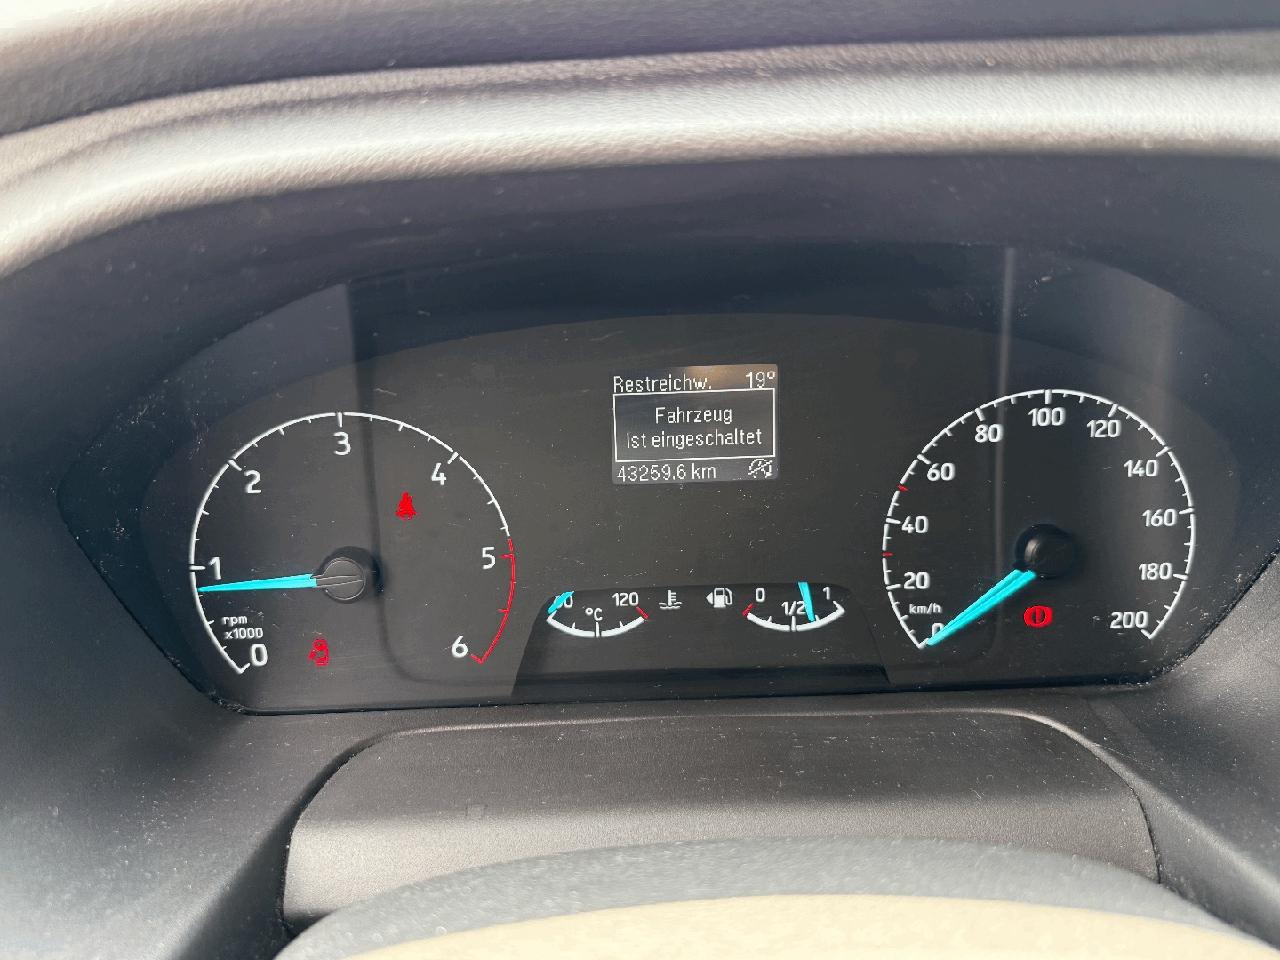 Restreichw. 19°
Fahrzeug
ist eingeschaltet
43259.6 km
0 1 2 3 4 5 6
rpm
x1000
120
°C
0 1/2 1
0 20 40 60 80 100 120 140 160 180 200
km/h